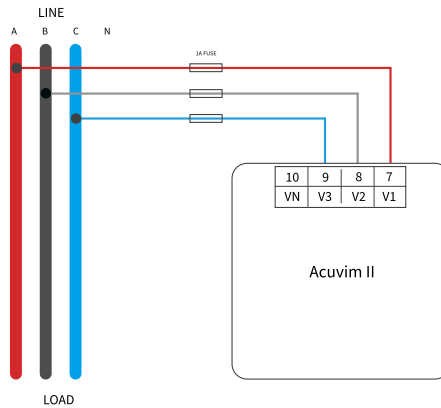 LINE
A B C N
1A FUSE
10 9 8 7
VN V3 V2 V1
Acuvim II
LOAD